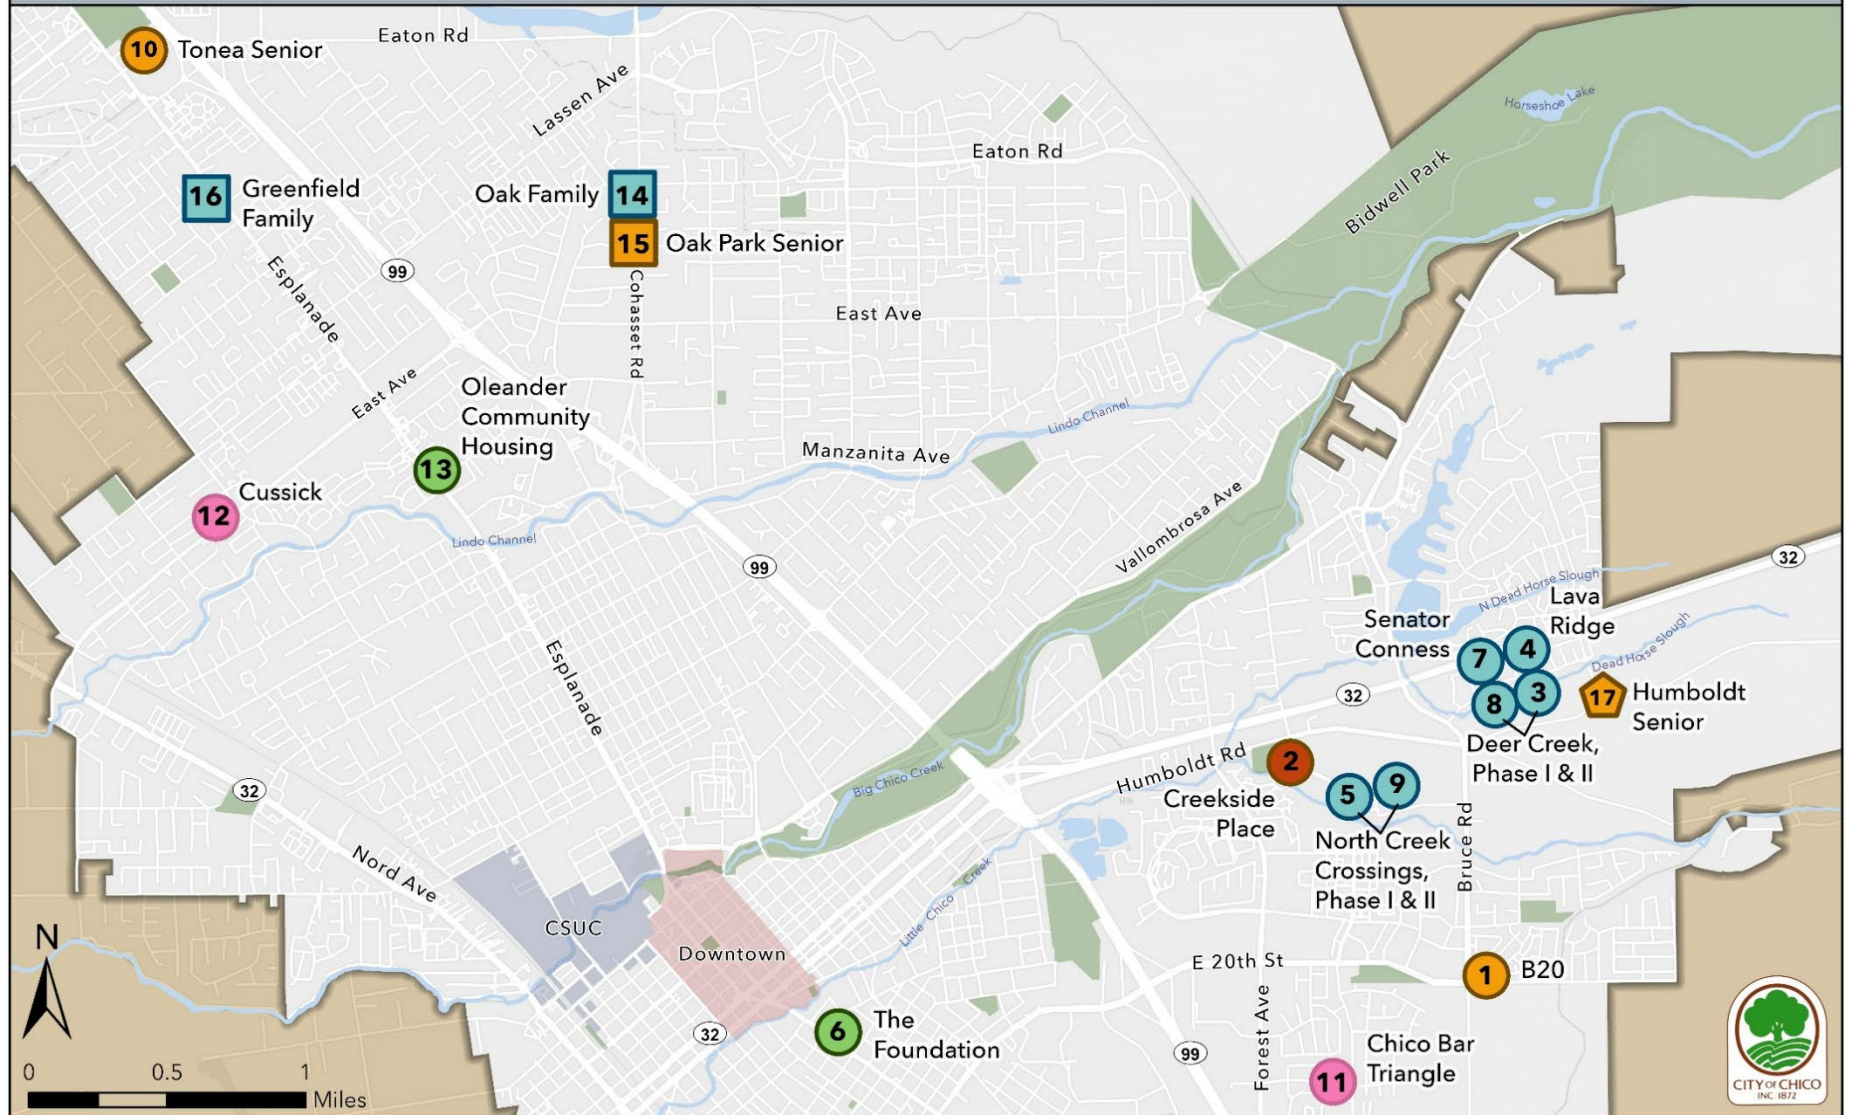 10
Tonea Senior
Eaton Rd
Lassen Ave
Horseshoe Lake
Eaton Rd
Bidwell Park
16
Greenfield
Family
Oak Family
14
15
Oak Park Senior
Esplanade
99
Cohasset Rd
East Ave
East Ave
Oleander
Community
Housing
13
Lindo Channel
Manzanita Ave
Cussick
12
Lindo Channel
Vallombrosa Ave
99
32
N Dead Horse Slough
Lava
Ridge
Senator
Conness
7
4
Dead Horse Slough
8
3
17
Humboldt
Senior
32
Deer Creek,
Phase I & II
Esplanade
Humboldt Rd
2
Creekside
Place
5
9
North Creek
Crossings,
Phase I & II
Bruce Rd
Big Chico Creek
32
Nord Ave
Little Chico Creek
CSUC
Downtown
E 20th St
1
B20
Forest Ave
6
The
Foundation
32
99
11
Chico Bar
Triangle
N
0
0.5
1
Miles
CITY OF CHICO
INC. 1872